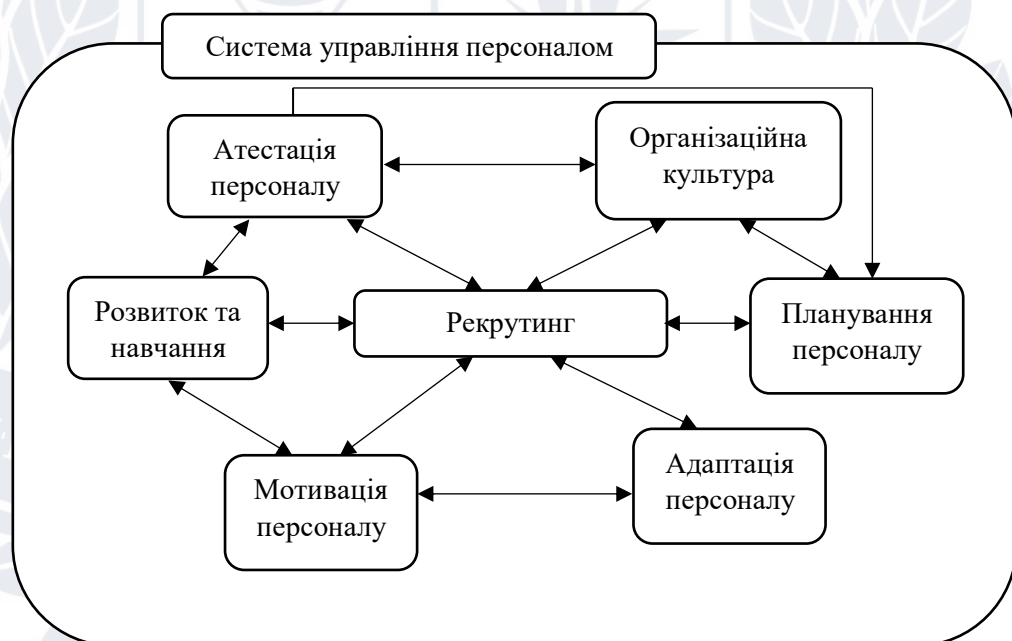 Система управління персоналом
Атестація
персоналу
Організаційна
культура
Розвиток та
навчання
Рекрутинг
Планування
персоналу
Мотивація
персоналу
Адаптація
персоналу